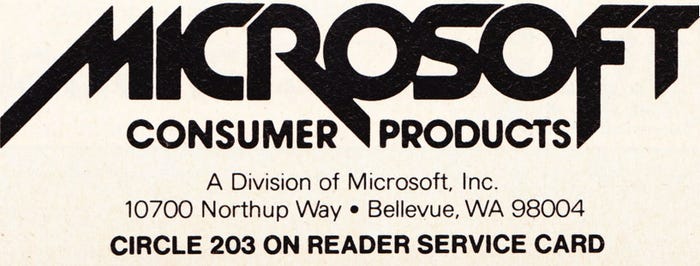 MICROSOFT
CONSUMER PRODUCTS
A Division of Microsoft, Inc.
10700 Northup Way • Bellevue, WA 98004
CIRCLE 203 ON READER SERVICE CARD